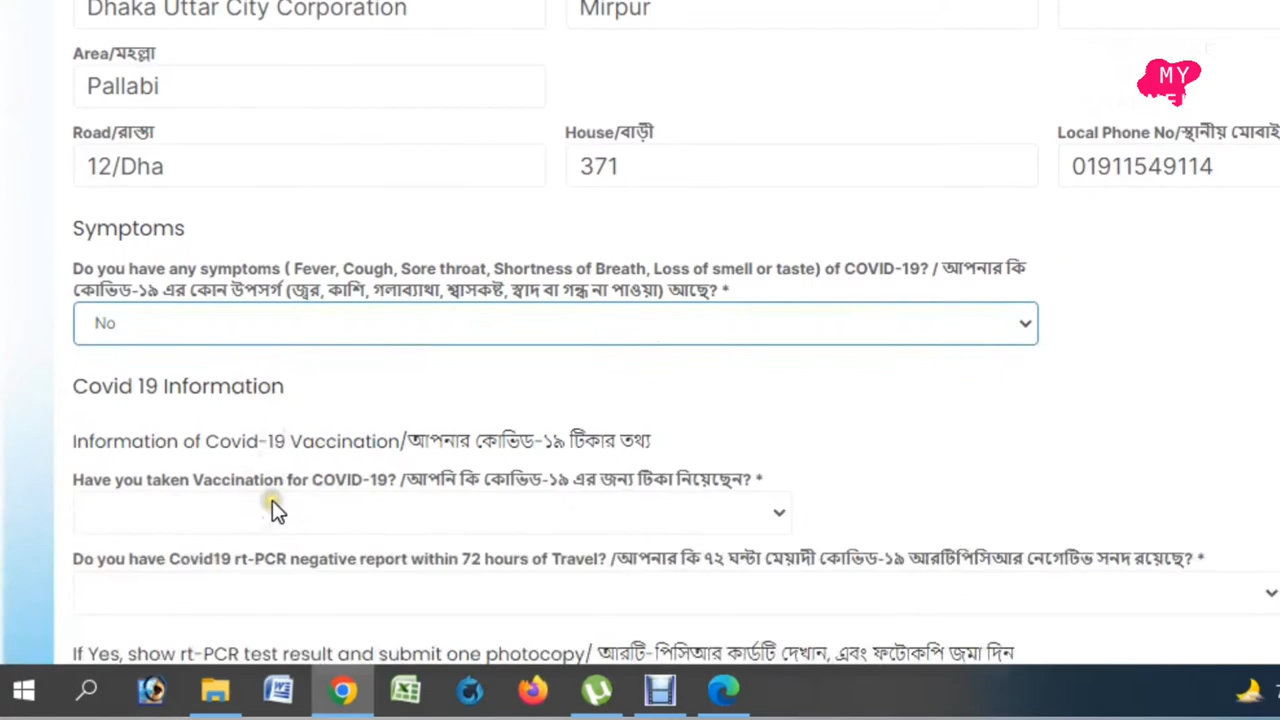 Dhaka Uttar City Corporation
Mirpur
Area/মহল্লা
Pallabi
Road/রাস্তা
House/বাড়ী
Local Phone No/স্থানীয় মোবাই
12/Dha
371
01911549114
Symptoms
Do you have any symptoms ( Fever, Cough, Sore throat, Shortness of Breath, Loss of smell or taste) of COVID-19? / আপনার কি
কোভিড-১৯ এর কোন উপসর্গ (জ্বর, কাশি, গলাব্যাথা, শ্বাসকষ্ট, স্বাদ বা গন্ধ না পাওয়া) আছে? *
No
Covid 19 Information
Information of Covid-19 Vaccination/আপনার কোভিড-১৯ টিকার তথ্য
Have you taken Vaccination for COVID-19? /আপনি কি কোভিড-১৯ এর জন্য টিকা নিয়েছেন? *
Do you have Covid19 rt-PCR negative report within 72 hours of Travel? /আপনার কি ৭২ ঘন্টা মেয়াদী কোভিড-১৯ আরটিপিসিআর নেগেটিভ সনদ রয়েছে? *
If Yes, show rt-PCR test result and submit one photocopy/ আরটি-পিসিআর কার্ডটি দেখান, এবং ফটোকপি জমা দিন
MY